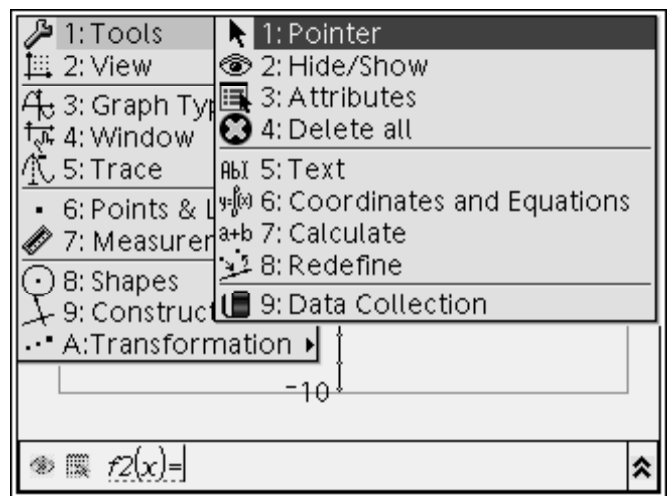 1: Tools
2: View
3: Graph Typ
4: Window
5: Trace
6: Points & L
7: Measurer
8: Shapes
9: Construct
A:Transformation
1: Pointer
2: Hide/Show
3: Attributes
4: Delete all
AbI 5: Text
y=∫(x) 6: Coordinates and Equations
a+b 7: Calculate
8: Redefine
9: Data Collection
-10
f2(x)=